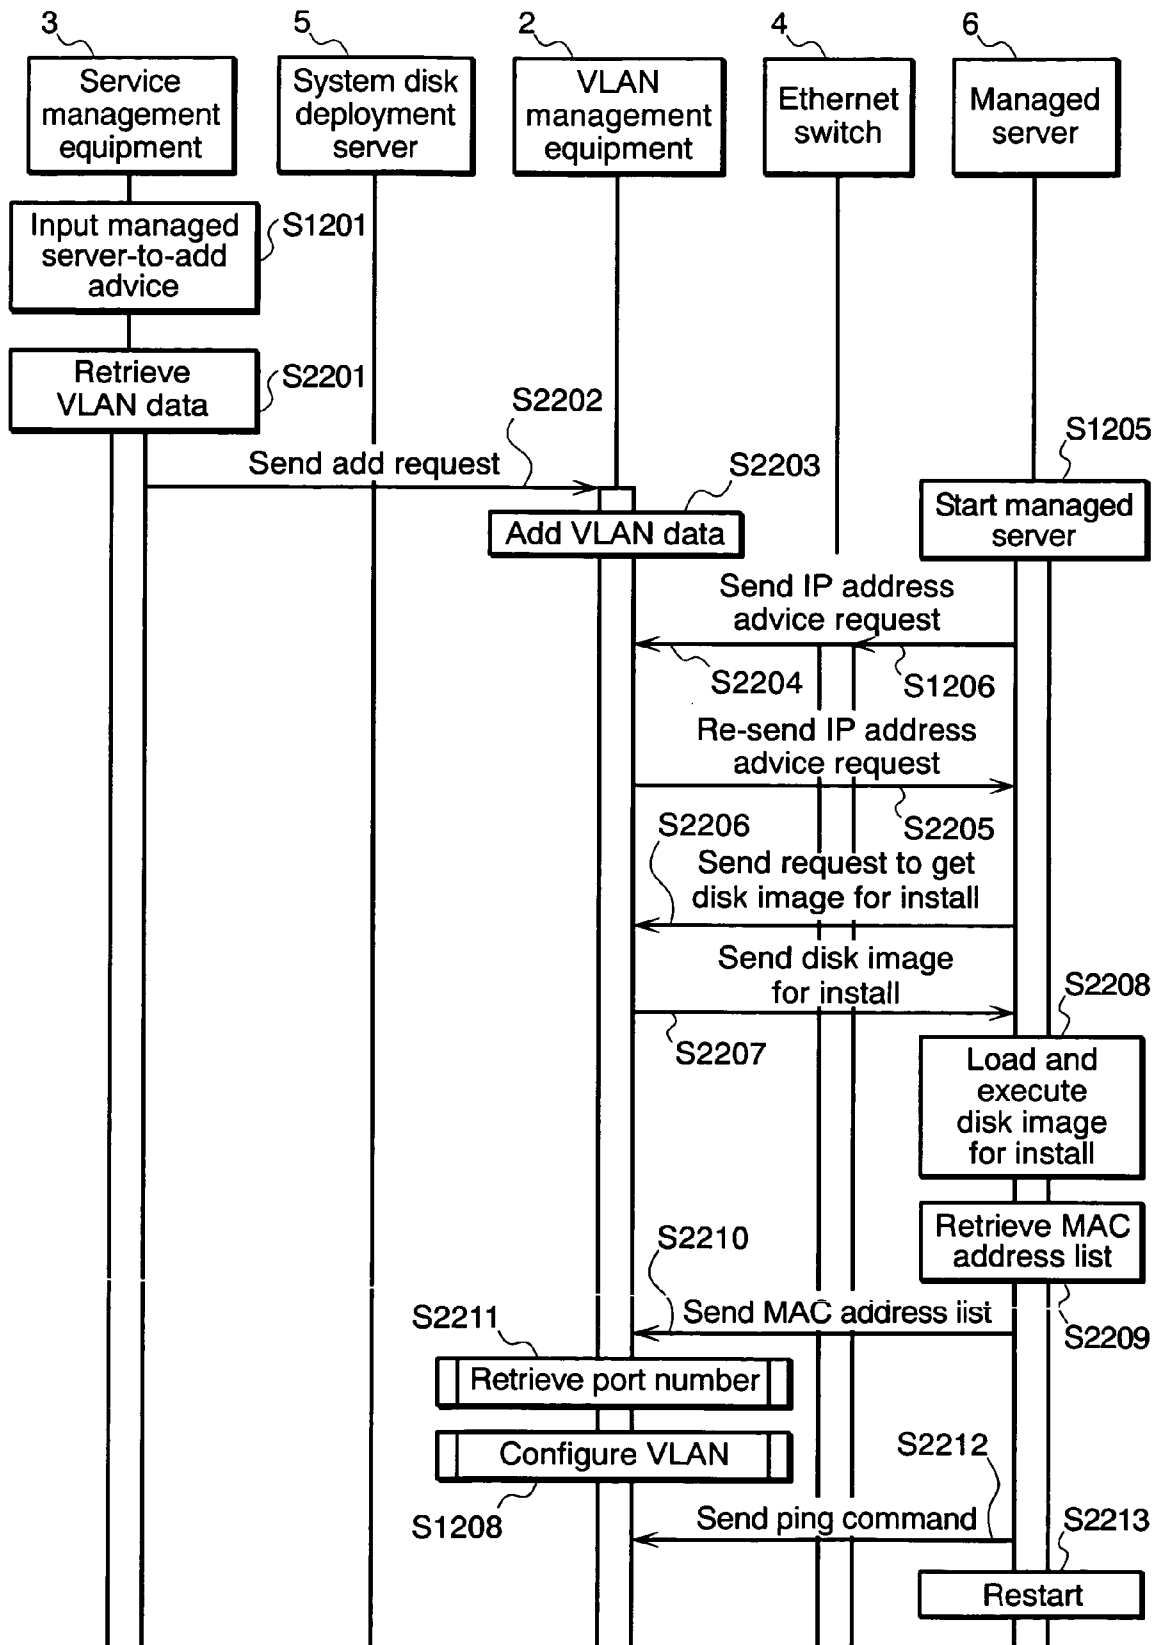 3
5
2
4
6
Service
management
equipment
System disk
deployment
server
VLAN
management
equipment
Ethernet
switch
Managed
server
Input managed
server-to-add
advice
S1201
Retrieve
VLAN data
S2201
S2202
Send add request
S2203
Add VLAN data
S1205
Start managed
server
Send IP address
advice request
S2204
S1206
Re-send IP address
advice request
S2205
S2206
Send request to get
disk image for install
Send disk image
for install
S2207
S2208
Load and
execute
disk image
for install
Retrieve MAC
address list
S2209
S2210
Send MAC address list
S2211
Retrieve port number
Configure VLAN
S1208
S2212
Send ping command
S2213
Restart